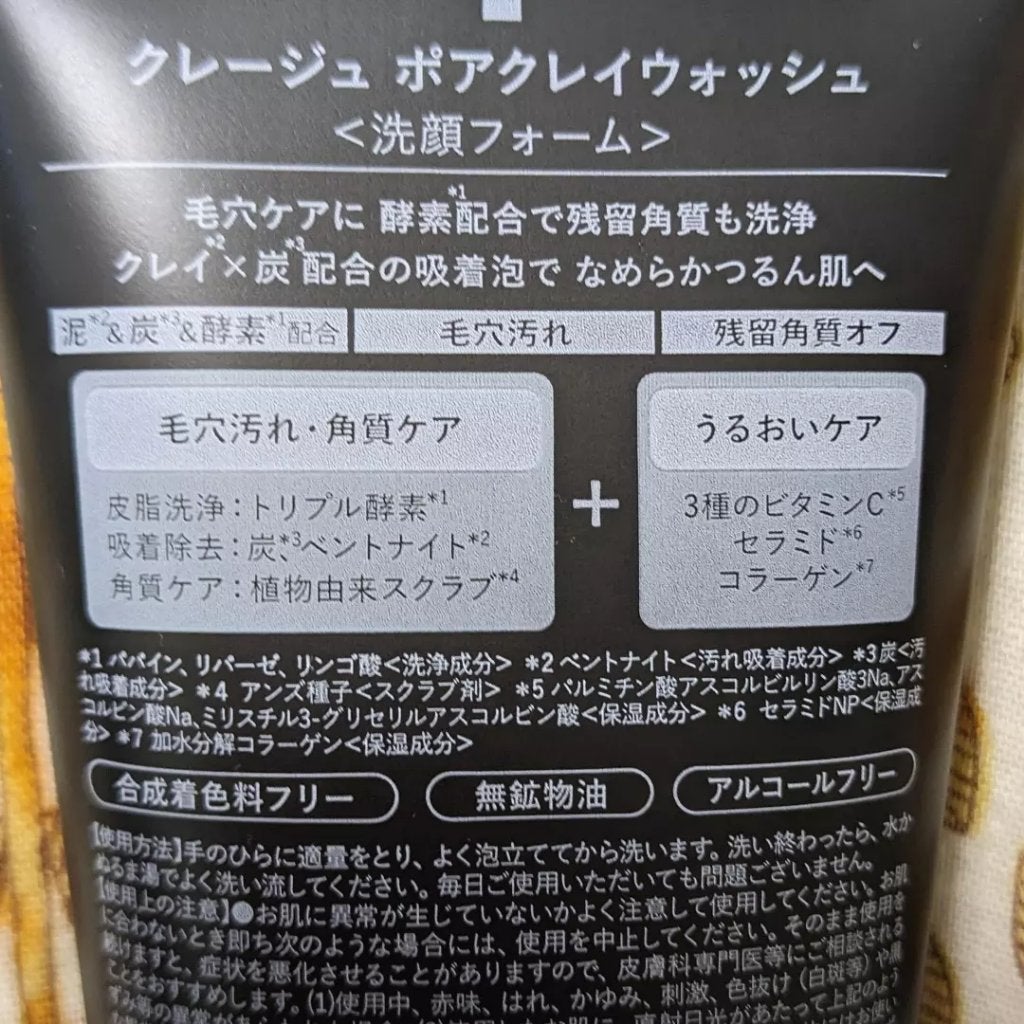 クレージュ ポアクレイウォッシュ
<洗顔フォーム>
毛穴ケアに 酵素*1配合で残留角質も洗浄
クレイ*2×炭*3配合の吸着泡で なめらかつるん肌へ
泥*2&炭*3&酵素*1配合 毛穴汚れ 残留角質オフ
毛穴汚れ・角質ケア
皮脂洗浄:トリプル酵素*1
吸着除去:炭*3、ベントナイト*2
角質ケア:植物由来スクラブ*4
+
うるおいケア
3種のビタミンC*5
セラミド*6
コラーゲン*7
*1 パパイン、リパーゼ、リンゴ酸<洗浄成分> *2 ベントナイト<汚れ吸着成分> *3 炭<汚
れ吸着成分> *4 アンズ種子<スクラブ剤> *5 パルミチン酸アスコルビルリン酸3Na、アス
コルビン酸Na、ミリスチル3-グリセリルアスコルビン酸<保湿成分> *6 セラミドNP<保湿成
分> *7 加水分解コラーゲン<保湿成分>
合成着色料フリー 無鉱物油 アルコールフリー
【使用方法】手のひらに適量をとり、よく泡立ててから洗います。洗い終わったら、水か
ぬるま湯でよく洗い流してください。毎日ご使用いただいても問題ございません。
【使用上の注意】●お肌に異常が生じていないかよく注意して使用してください。お肌
に合わないとき即ち次のような場合には、使用を中止してください。そのまま使用を
続けますと、症状を悪化させることがありますので、皮膚科専門医等にご相談される
ことをおすすめします。(1)使用中、赤味、はれ、かゆみ、刺激、色抜け(白斑等)や黒
ずみ等の異常が 直射日光があたって上記のよう